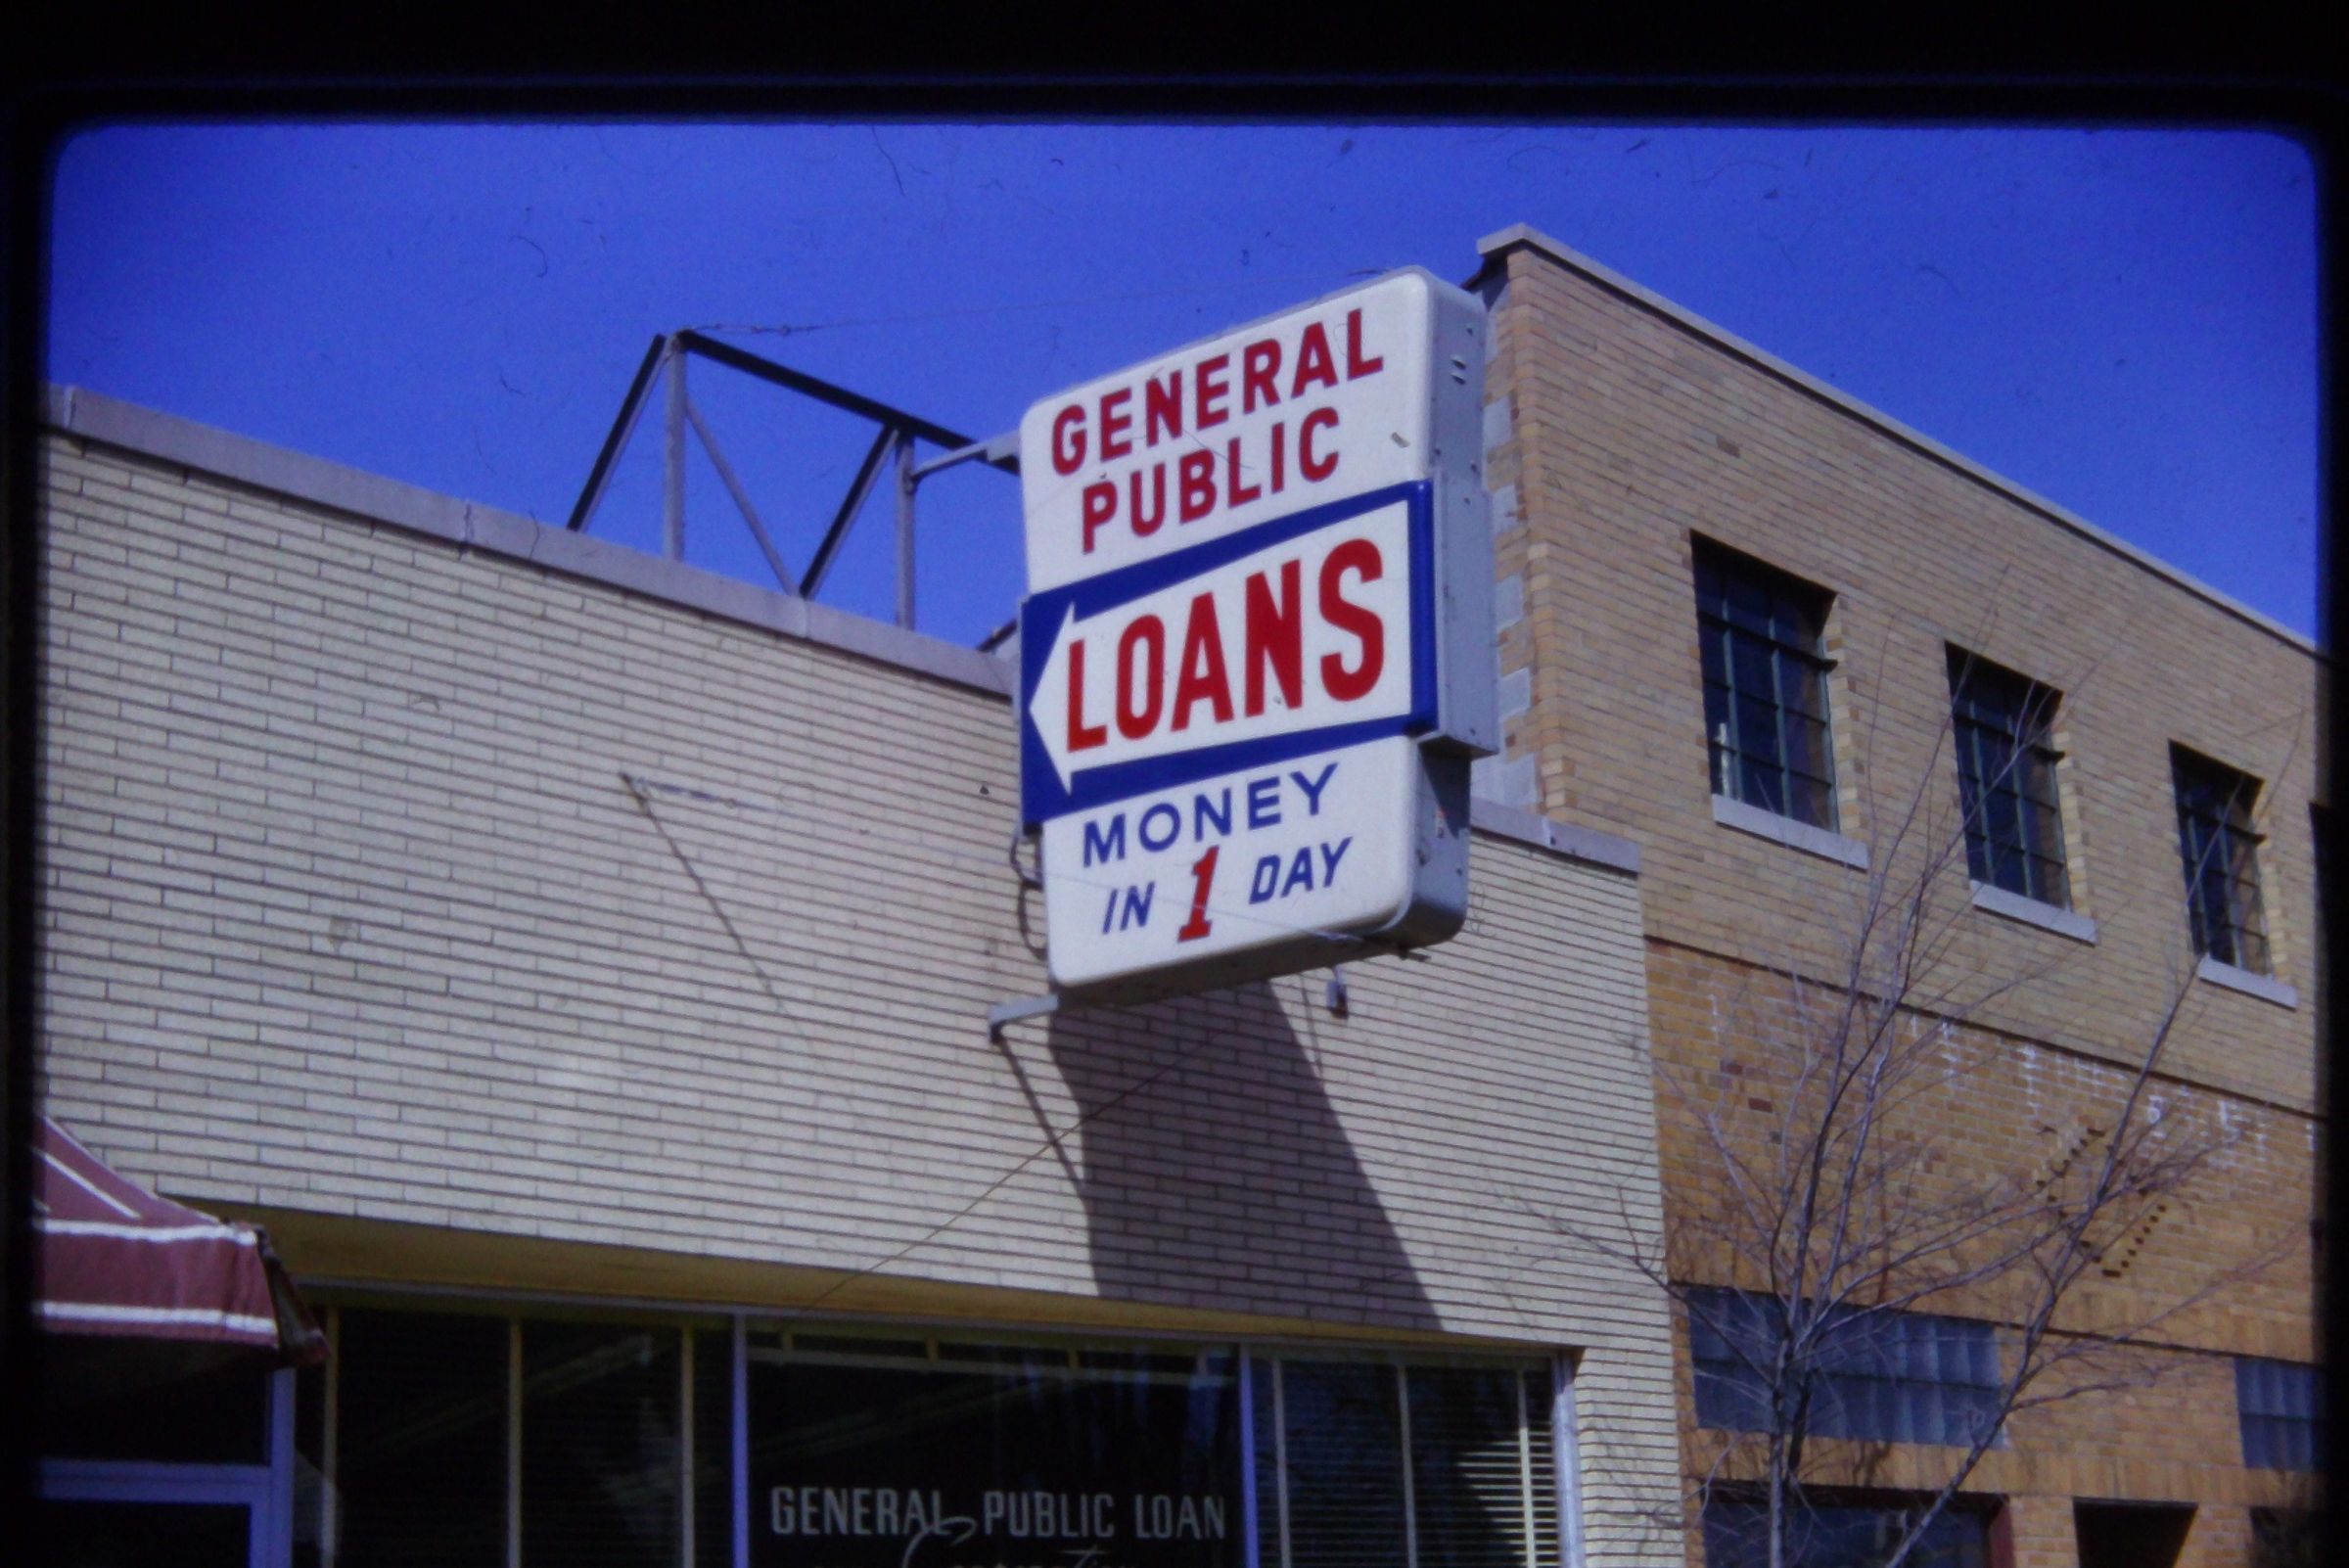 GENERAL
PUBLIC
LOANS
MONEY
IN 1 DAY
GENERAL PUBLIC LOAN